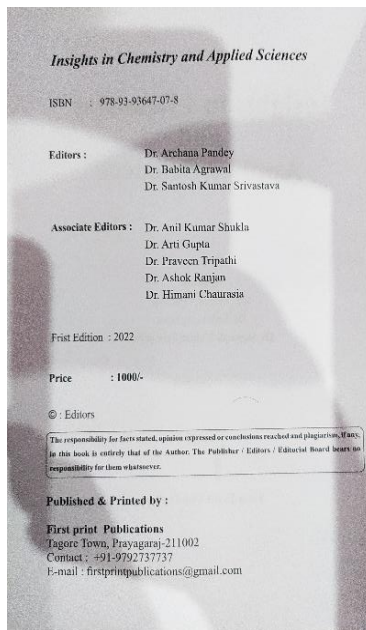 Insights in Chemistry and Applied Sciences
ISBN : 978-93-93647-07-8
Editors : Dr. Archana Pandey
Dr. Babita Agrawal
Dr. Santosh Kumar Srivastava
Associate Editors : Dr. Anil Kumar Shukla
Dr. Arti Gupta
Dr. Praveen Tripathi
Dr. Ashok Ranjan
Dr. Himani Chaurasia
Frist Edition : 2022
Price : 1000/-
© : Editors
The responsibility for facts stated, opinion expressed or conclusions reached and plagiarism, if any,
in this book is entirely that of the Author. The Publisher / Editors / Editorial Board bears no
responsibility for them whatsoever.
Published & Printed by :
First print Publications
Tagore Town, Prayagaraj-211002
Contact : +91-9792737737
E-mail : firstprintpublications@gmail.com